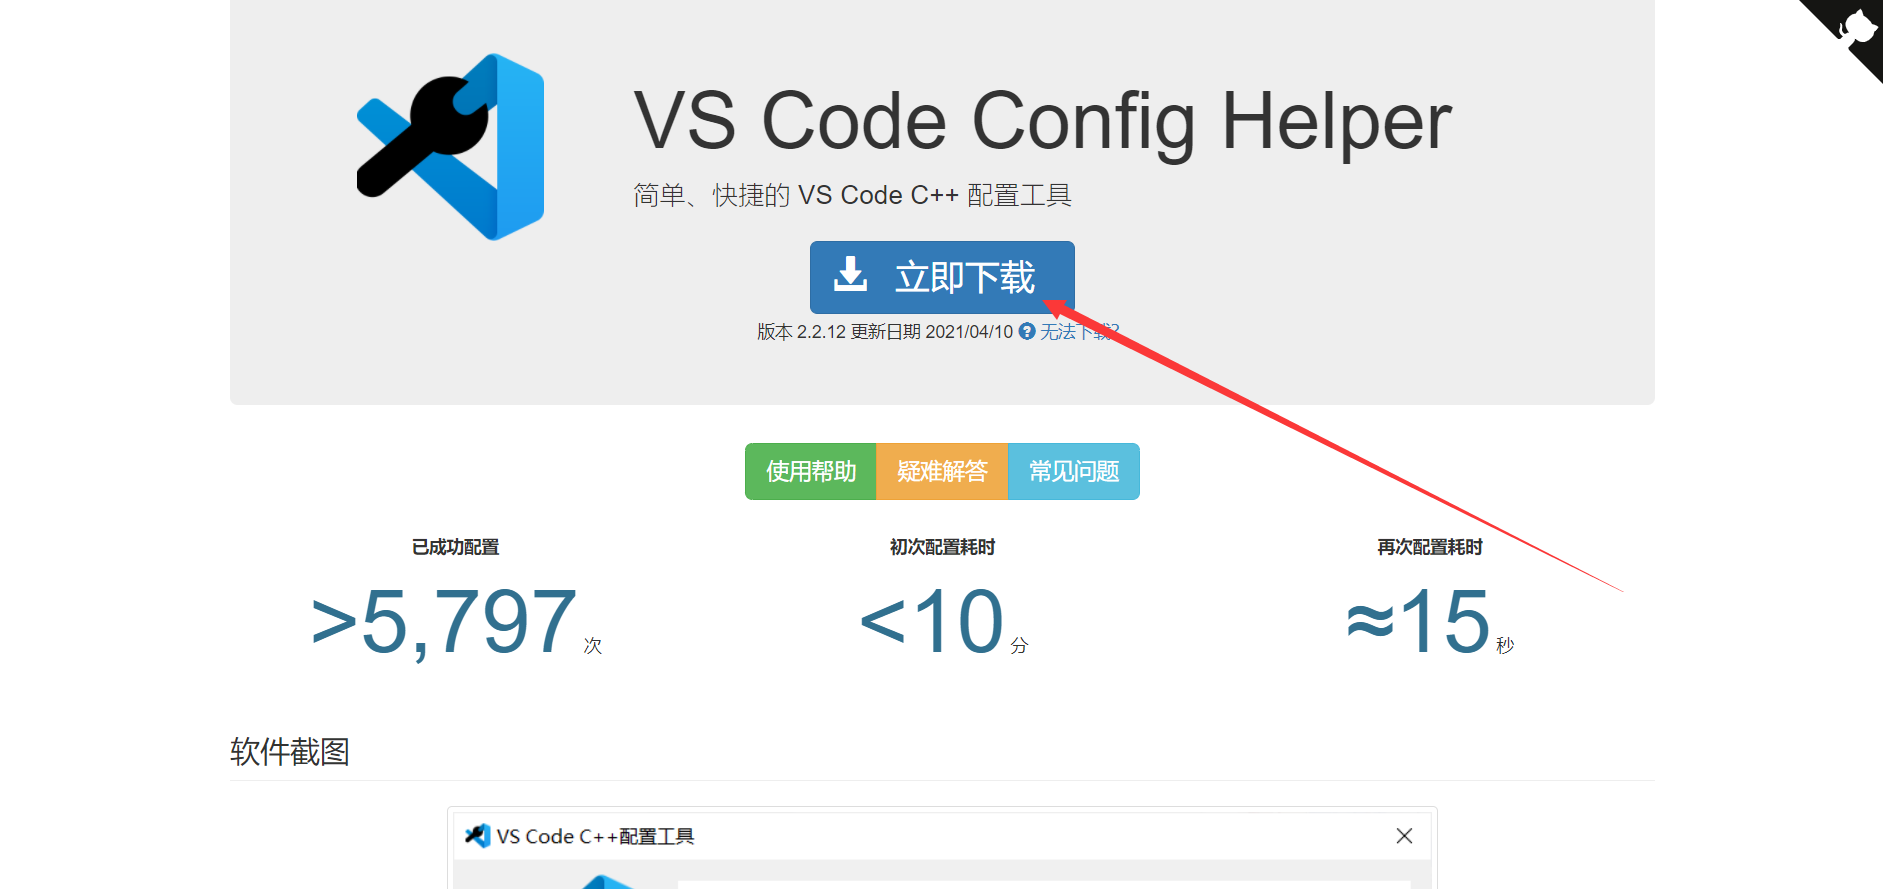 VS Code Config Helper
简单、快捷的 VS Code C++ 配置工具
立即下载
版本 2.2.12 更新日期 2021/04/10 无法下载?
使用帮助 疑难解答 常见问题
已成功配置 初次配置耗时 再次配置耗时
>5,797 次 <10 分 ≈15 秒
软件截图
VS Code C++配置工具